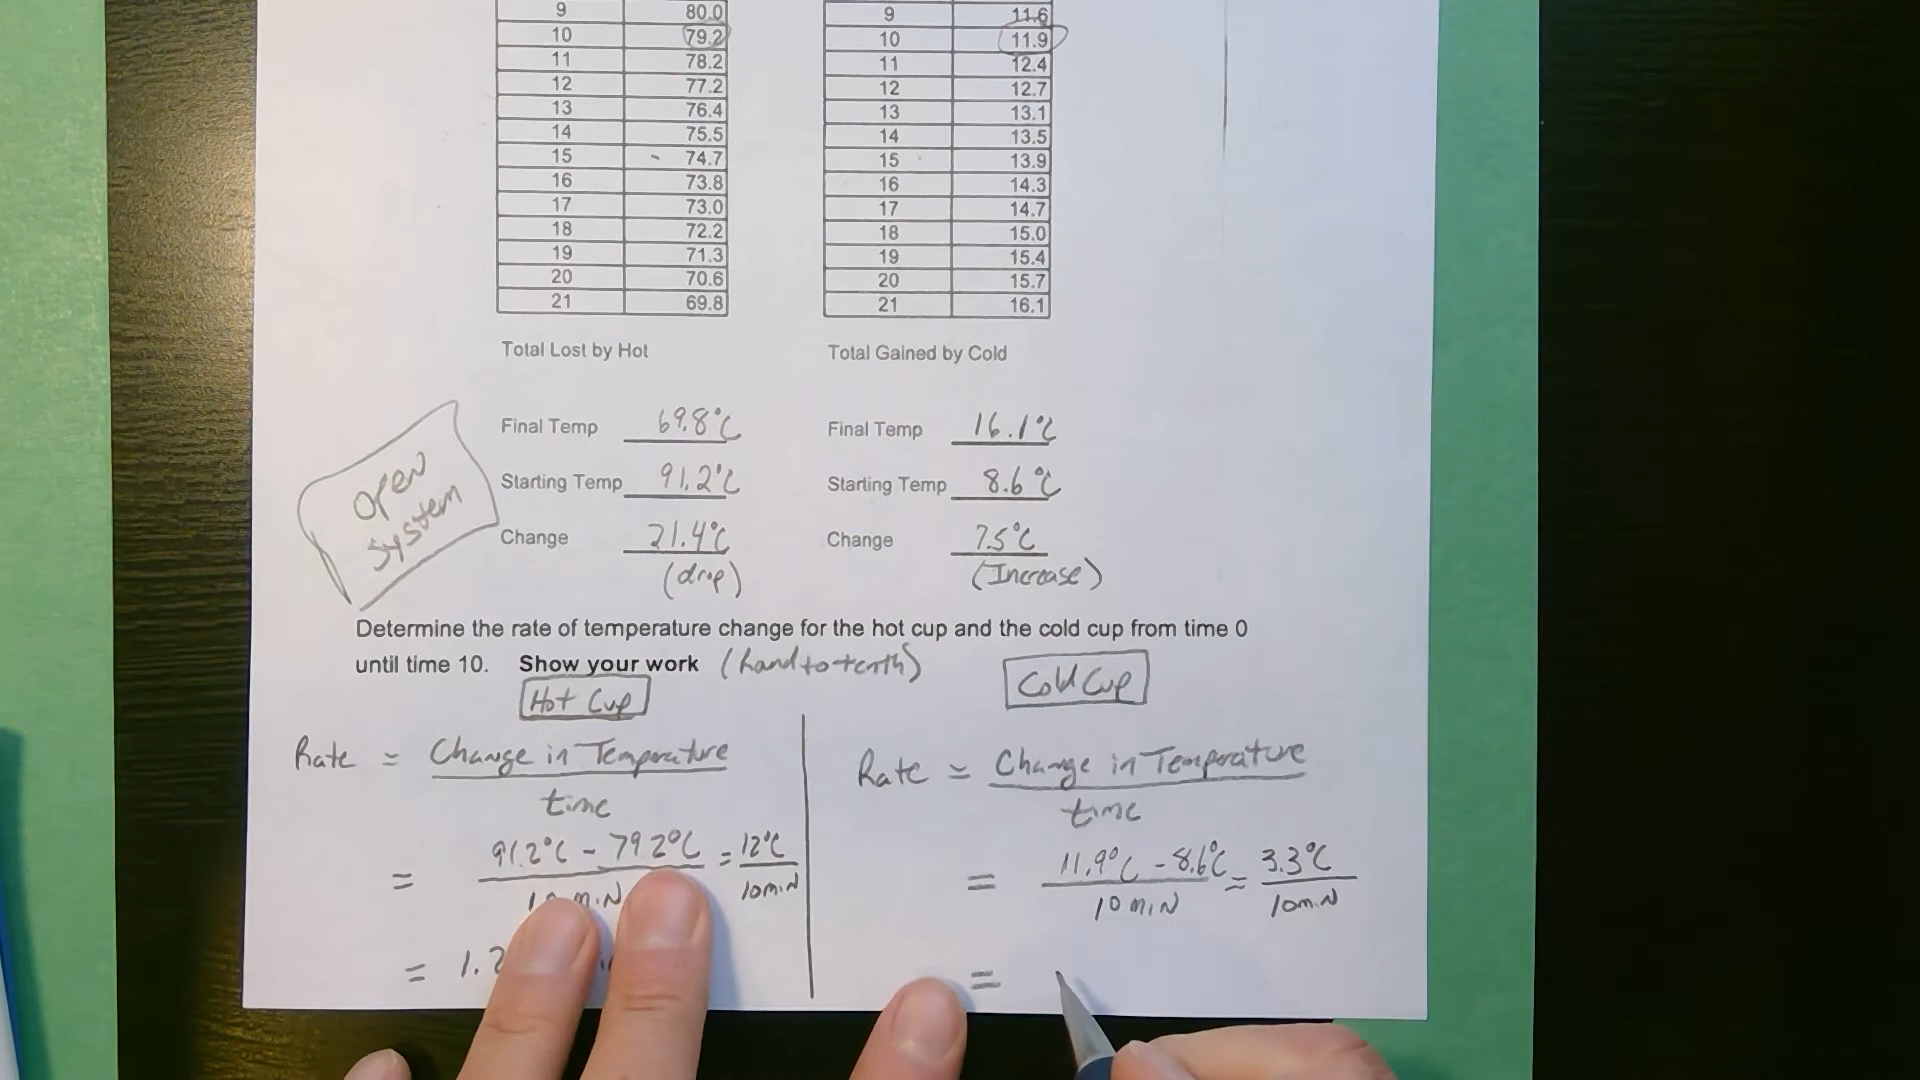 9 80.0 9 11.6
10 79.2 10 11.9
11 78.2 11 12.4
12 77.2 12 12.7
13 76.4 13 13.1
14 75.5 14 13.5
15 74.7 15 13.9
16 73.8 16 14.3
17 73.0 17 14.7
18 72.2 18 15.0
19 71.3 19 15.4
20 70.6 20 15.7
21 69.8 21 16.1
Total Lost by Hot Total Gained by Cold
Final Temp 69.8°C Final Temp 16.1°C
Starting Temp 91.2°C Starting Temp 8.6°C
Change 21.4°C Change 7.5°C
(drop) (Increase)
Open
System
Determine the rate of temperature change for the hot cup and the cold cup from time 0
until time 10. Show your work
Hot Cup Cold Cup
Rate = Change in Temperature
time
= 91.2°C - 79.2°C = 12°C
10 min 10 min
= 1.2
Rate = Change in Temperature
time
= 11.9°C - 8.6°C = 3.3°C
10 min 10 min
=